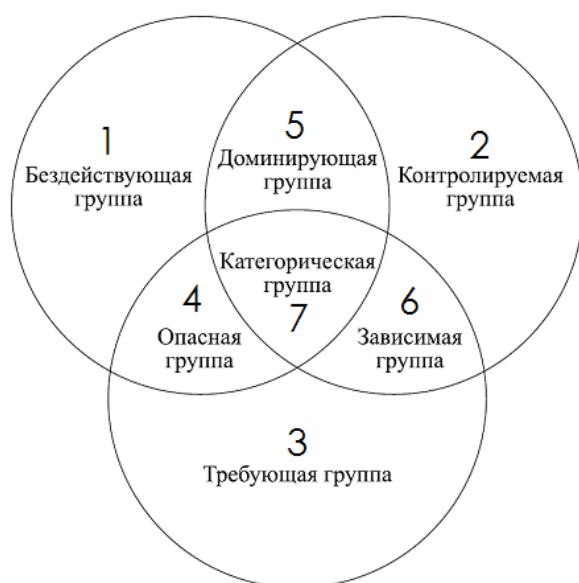 1
Бездействующая
группа
5
Доминирующая
группа
2
Контролируемая
группа
Категорическая
группа
7
4
Опасная
группа
6
Зависимая
группа
3
Требующая группа